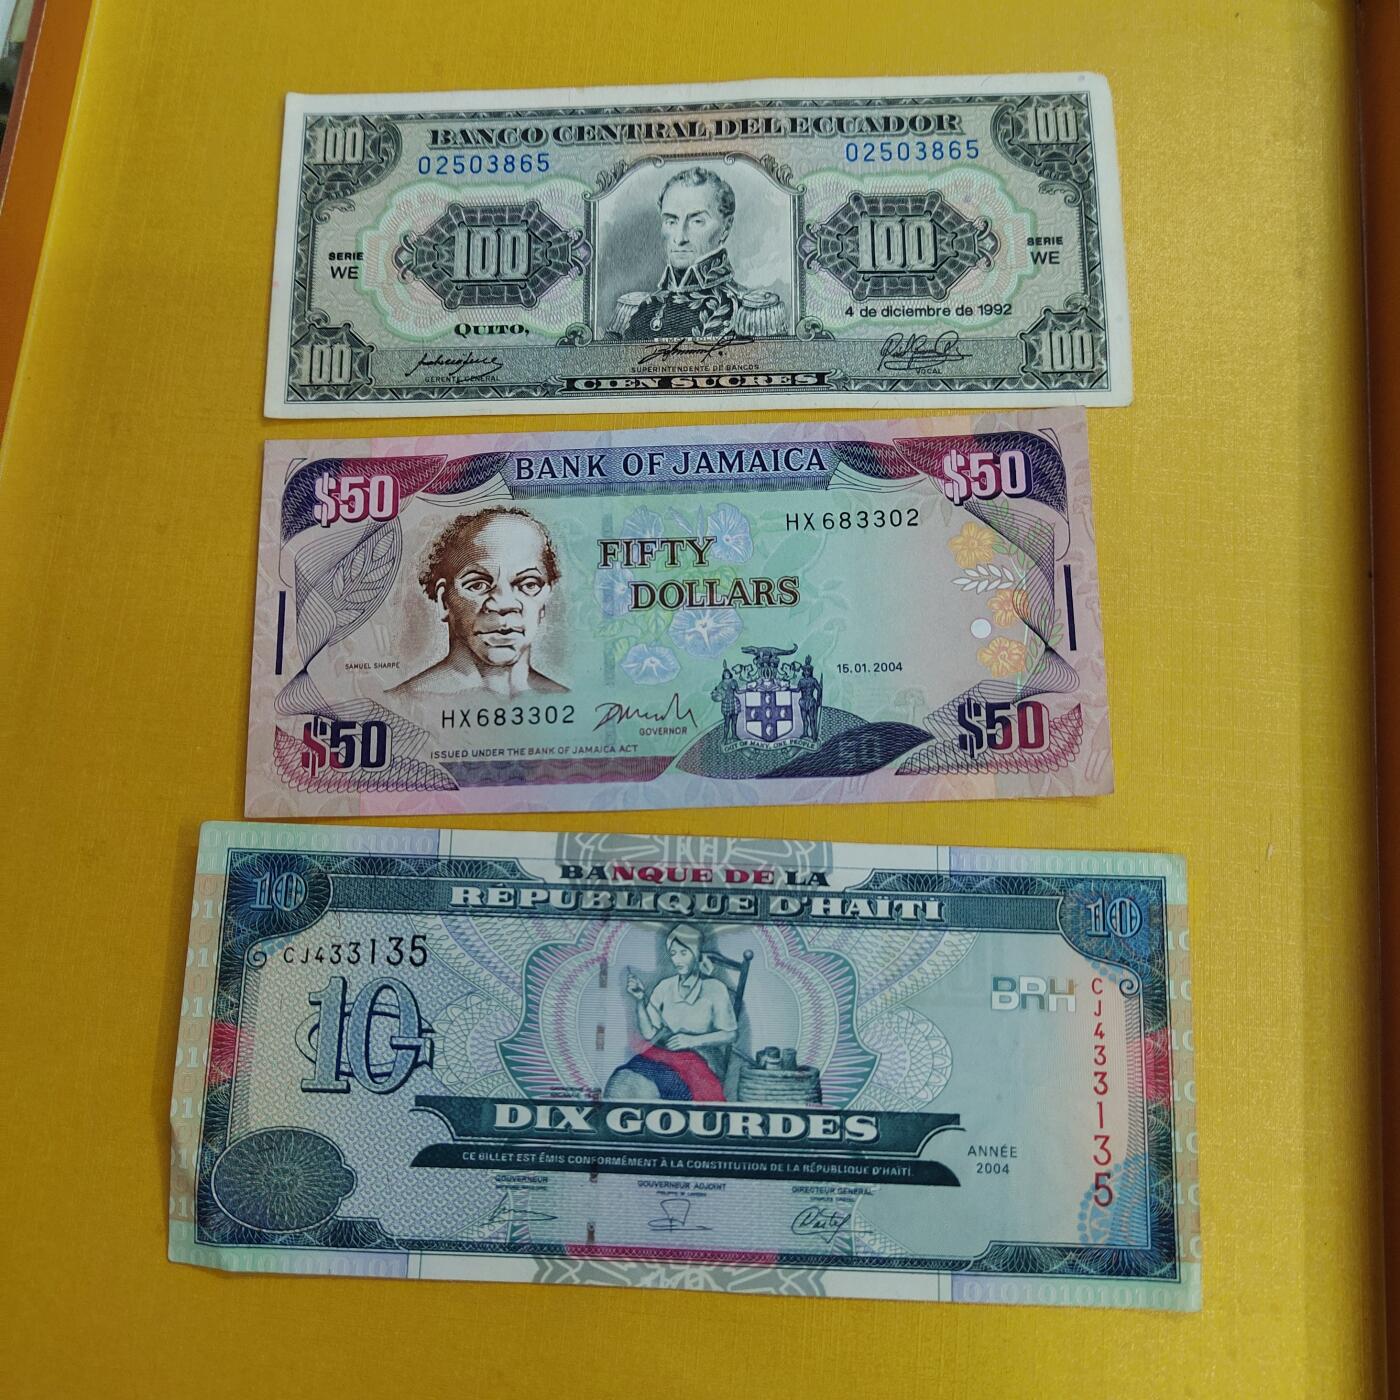 100
BANCO CENTRAL DEL ECUADOR
100
02503865
02503865
100
100
SERIE
WE
SERIE
WE
QUITO,
4 de diciembre de 1992
100
100
GERENTE GENERAL
SUPERINTENDENTE DE BANCOS
VOCAL
CIEN SUCRES
$50
BANK OF JAMAICA
$50
HX683302
FIFTY
DOLLARS
SAMUEL SHARPE
15.01.2004
HX683302
GOVERNOR
$50
$50
OUT OF MANY, ONE PEOPLE
ISSUED UNDER THE BANK OF JAMAICA ACT
BANQUE DE LA
RÉPUBLIQUE D'HAÏTI
10
10
CJ433135
10G
BRH
CJ433135
DIX GOURDES
CE BILLET EST ÉMIS CONFORMÉMENT À LA CONSTITUTION DE LA RÉPUBLIQUE D'HAÏTI.
ANNÉE
2004
GOUVERNEUR
GOUVERNEUR ADJOINT
DIRECTEUR GÉNÉRAL